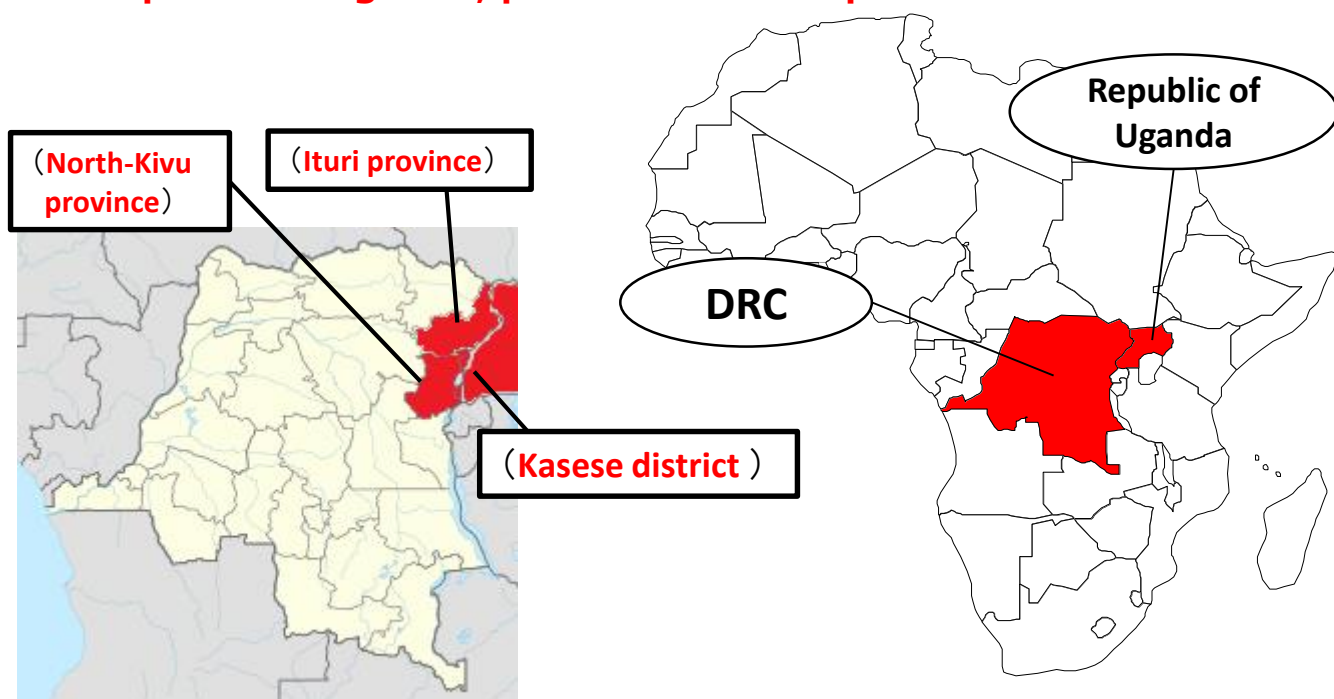 Republic of
Uganda
（North-Kivu
province）
（Ituri province）
DRC
（Kasese district ）